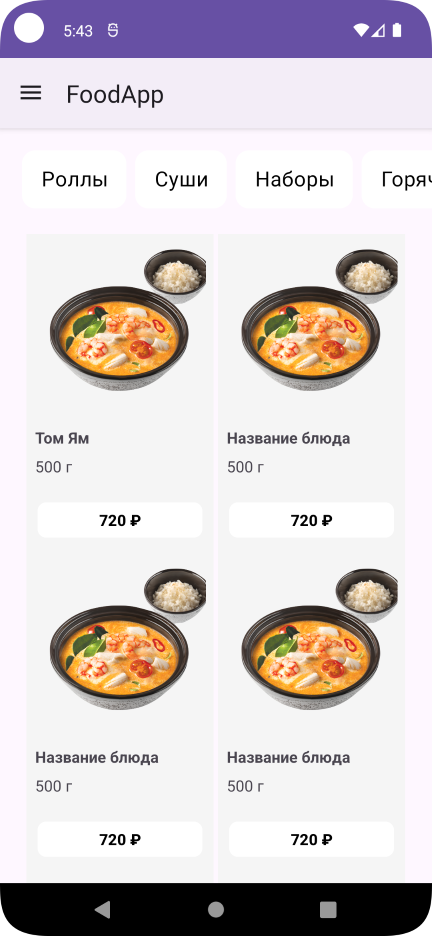 5:43
FoodApp
Роллы Суши Наборы Горяч
Том Ям Название блюда
500 г 500 г
720 ₽ 720 ₽
Название блюда Название блюда
500 г 500 г
720 ₽ 720 ₽